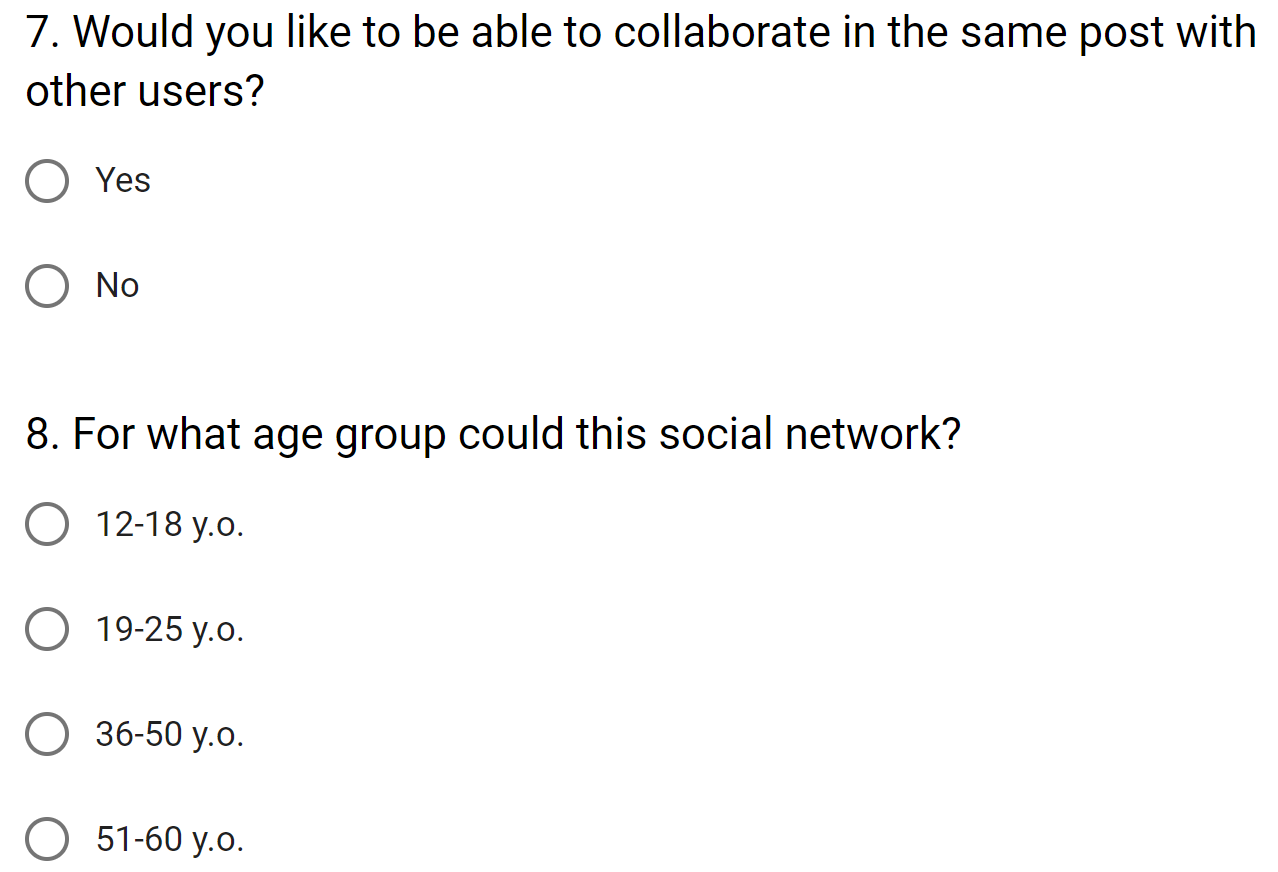 7. Would you like to be able to collaborate in the same post with
other users?
Yes
No
8. For what age group could this social network?
12-18 y.o.
19-25 y.o.
36-50 y.o.
51-60 y.o.